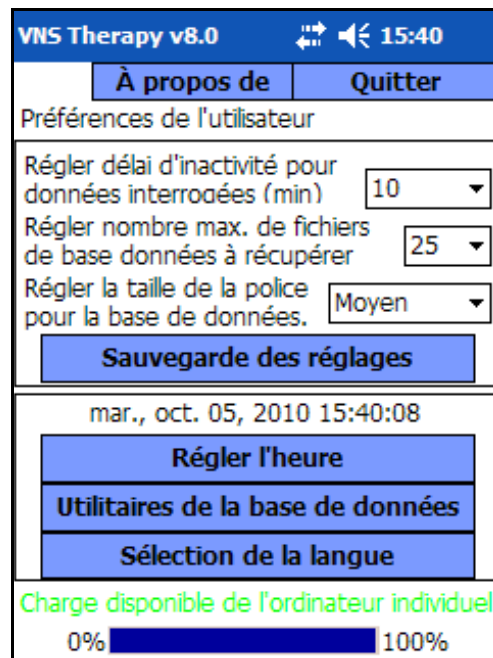 VNS Therapy v8.0 15:40
À propos de Quitter
Préférences de l'utilisateur
Régler délai d'inactivité pour
données interrogées (min) 10
Régler nombre max. de fichiers
de base données à récupérer 25
Régler la taille de la police
pour la base de données. Moyen
Sauvegarde des réglages
mar., oct. 05, 2010 15:40:08
Régler l'heure
Utilitaires de la base de données
Sélection de la langue
Charge disponible de l'ordinateur individuel
0% 100%